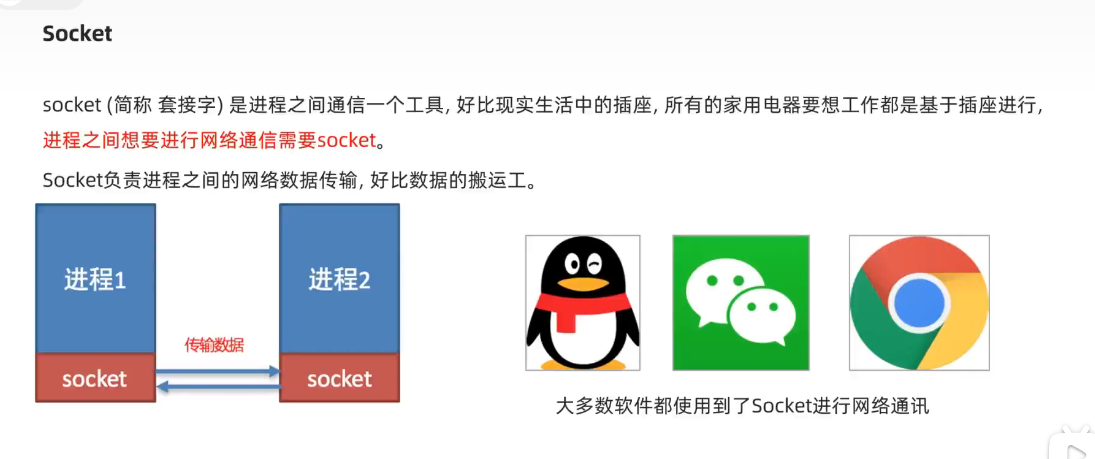 Socket
socket (简称 套接字) 是进程之间通信一个工具, 好比现实生活中的插座, 所有的家用电器要想工作都是基于插座进行,
进程之间想要进行网络通信需要socket。
Socket负责进程之间的网络数据传输, 好比数据的搬运工。
进程1
进程2
传输数据
socket
socket
大多数软件都使用到了Socket进行网络通讯